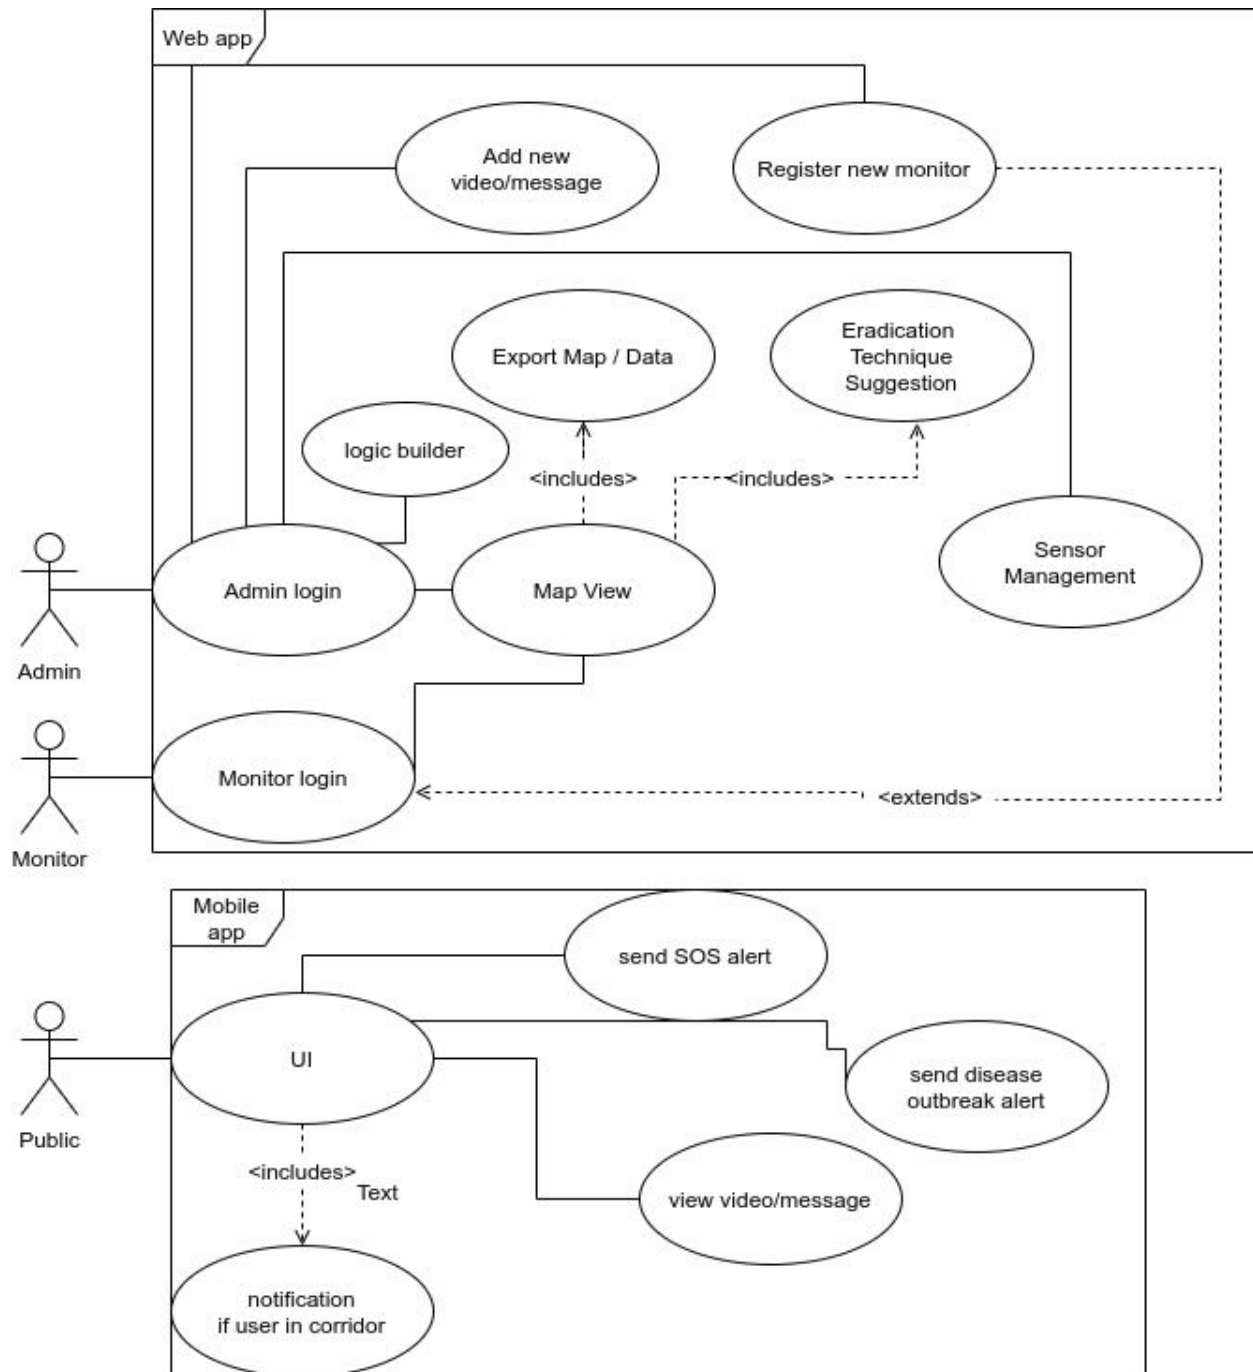 Web app
Add new
video/message
Register new monitor
Export Map / Data
Eradication
Technique
Suggestion
logic builder
<includes>
<includes>
Admin login
Map View
Sensor
Management
Admin
Monitor login
<extends>
Monitor
Mobile
app
send SOS alert
UI
send disease
outbreak alert
Public
<includes>
Text
view video/message
notification
if user in corridor